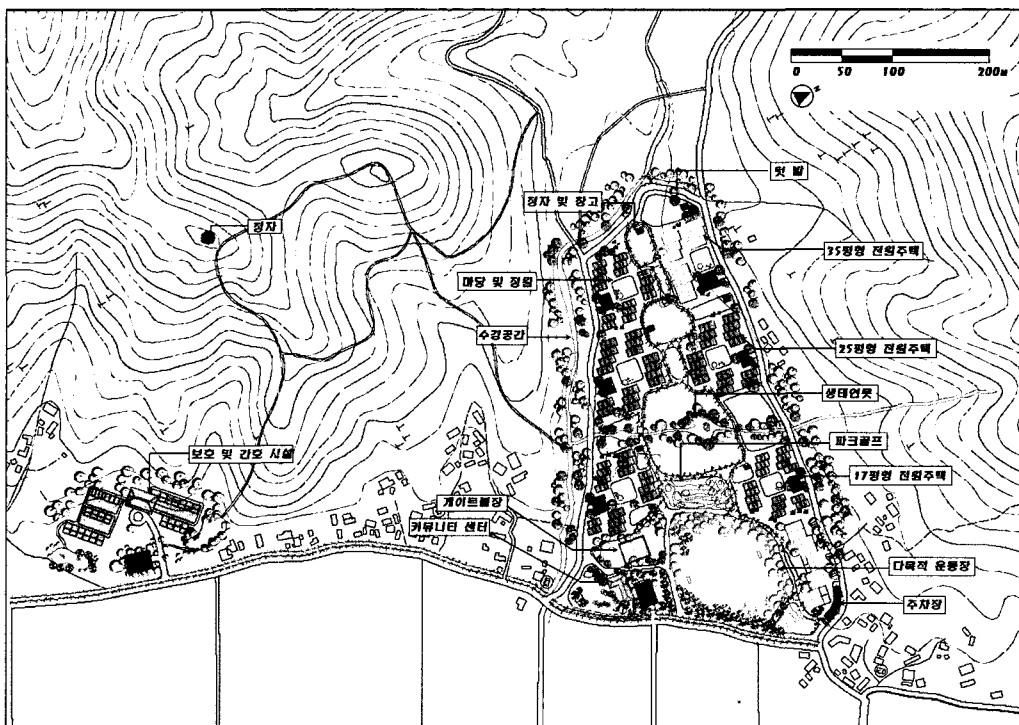 0 50 100 200m
N
텃 밭
정자 및 창고
정자
35평형 전원주택
마당 및 정원
수경공간
25평형 전원주택
생태연못
파크골프
보호 및 간호 시설
17평형 전원주택
게이트볼장
커뮤니티 센터
다목적 운동장
주차장